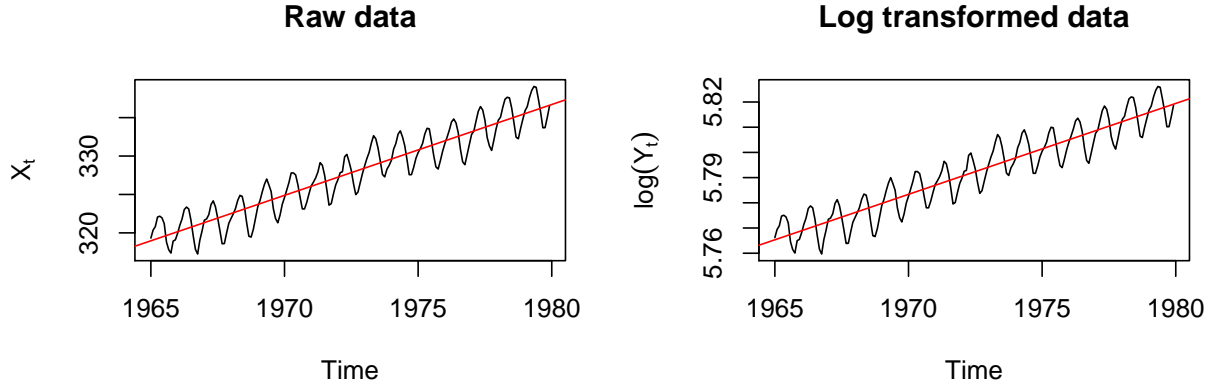 Raw data
X_t
320
330
1965
1970
1975
1980
Time
Log transformed data
log(Y_t)
5.76
5.79
5.82
1965
1970
1975
1980
Time